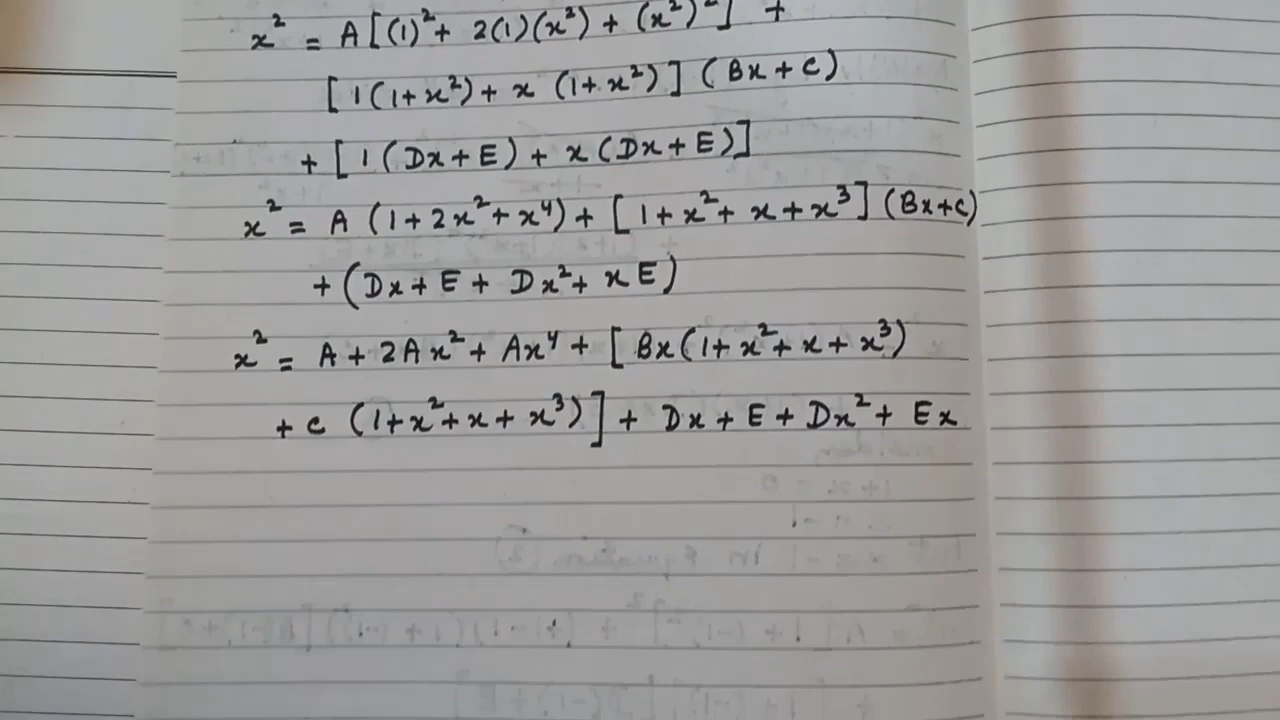 x² = A[(1)² + 2(1)(x²) + (x²)²] +
[1(1+x²) + x (1+x²)] (Bx + C)
+ [1(Dx + E) + x(Dx + E)]
x² = A (1 + 2x² + x⁴) + [1 + x² + x + x³] (Bx+C)
+ (Dx + E + Dx² + xE)
x² = A + 2Ax² + Ax⁴ + [Bx(1 + x² + x + x³)
+ C (1+x²+x+x³)] + Dx + E + Dx² + Ex